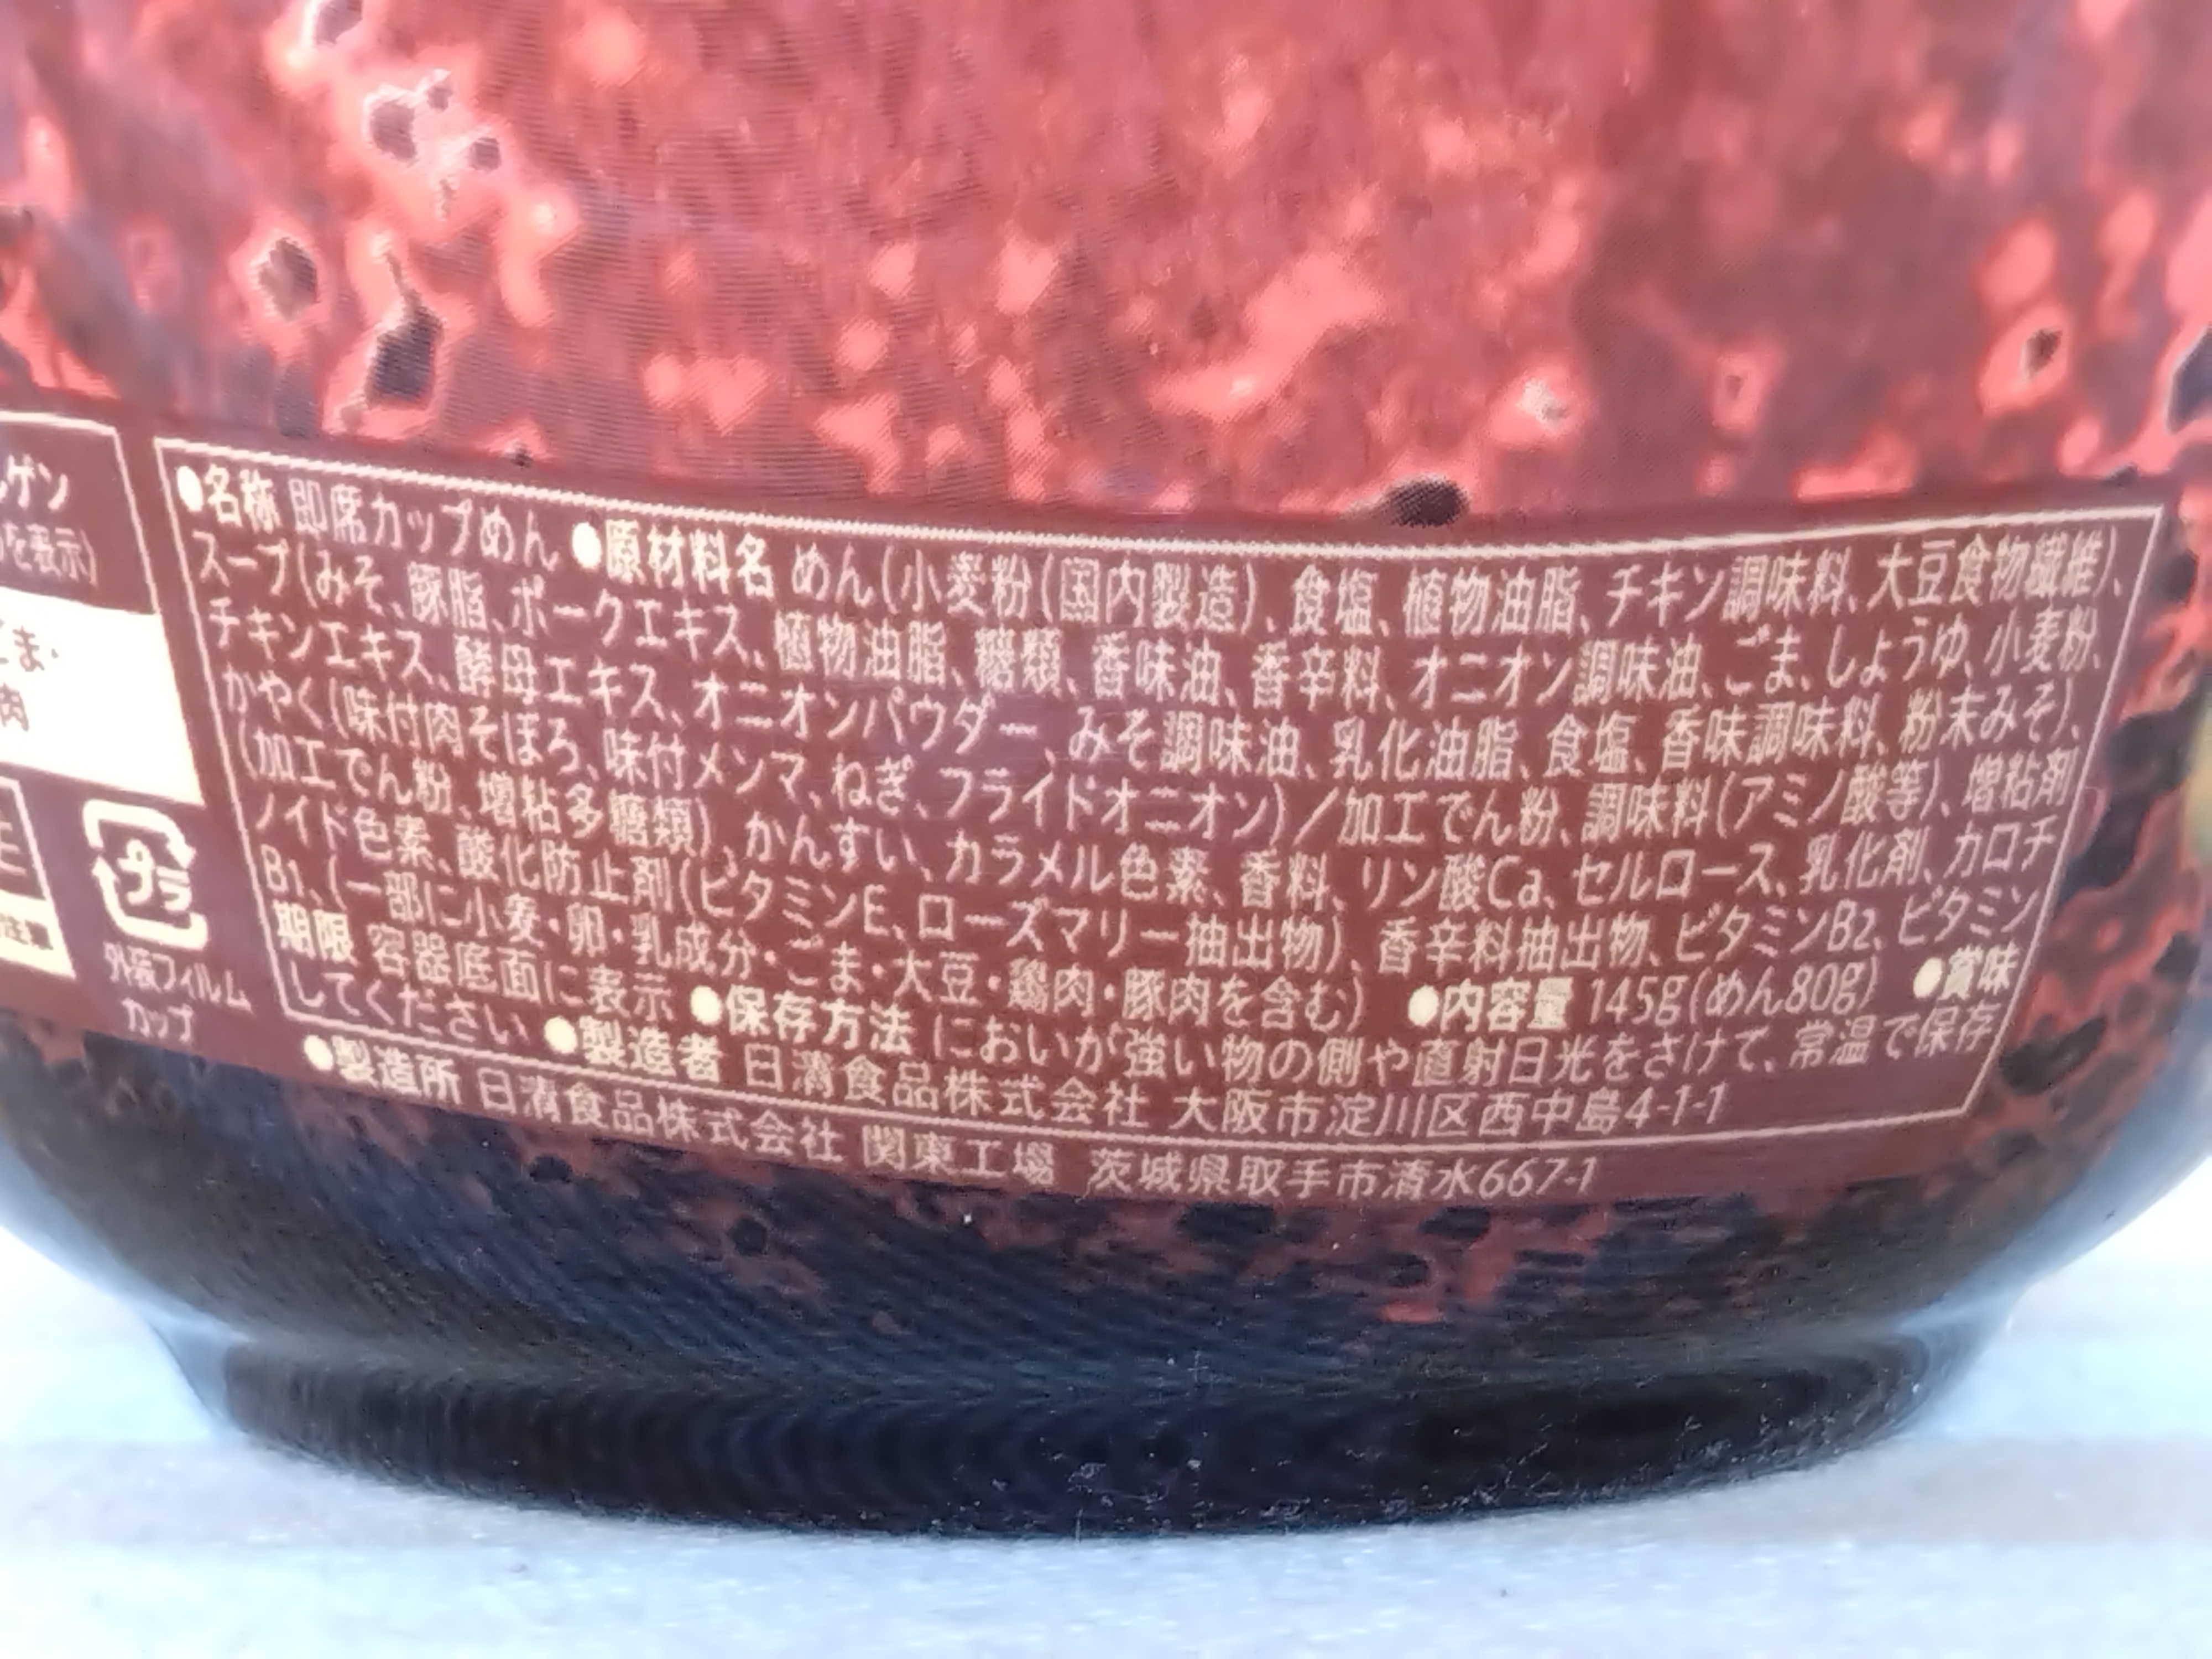 ルゲン
を表示)
ごま・
肉
注意
プラ
外装フィルム
カップ
●名称 即席カップめん ●原材料名 めん(小麦粉(国内製造)、食塩、植物油脂、チキン調味料、大豆食物繊維)、
スープ(みそ、豚脂、ポークエキス、植物油脂、糖類、香味油、香辛料、オニオン調味油、ごま、しょうゆ、小麦粉、
チキンエキス、酵母エキス、オニオンパウダー、みそ調味油、乳化油脂、食塩、香味調味料、粉末みそ)、
かやく(味付肉そぼろ、味付メンマ、ねぎ、フライドオニオン)／加工でん粉、調味料(アミノ酸等)、増粘剤
(加工でん粉、増粘多糖類)、かんすい、カラメル色素、香料、リン酸Ca、セルロース、乳化剤、カロチ
ノイド色素、酸化防止剤(ビタミンE、ローズマリー抽出物)、香辛料抽出物、ビタミンB2、ビタミン
B1、(一部に小麦・卵・乳成分・ごま・大豆・鶏肉・豚肉を含む) ●内容量 145g(めん80g) ●賞味
期限 容器底面に表示 ●保存方法 においが強い物の側や直射日光をさけて、常温で保存
してください ●製造者 日清食品株式会社 大阪市淀川区西中島4-1-1
●製造所 日清食品株式会社 関東工場 茨城県取手市清水667-1